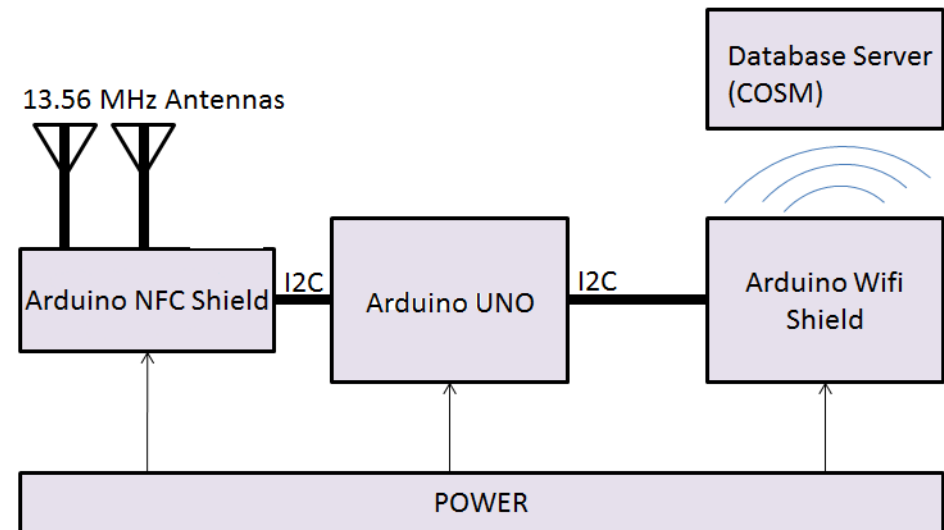 Database Server
(COSM)
13.56 MHz Antennas
Arduino NFC Shield
I2C
Arduino UNO
I2C
Arduino Wifi
Shield
POWER